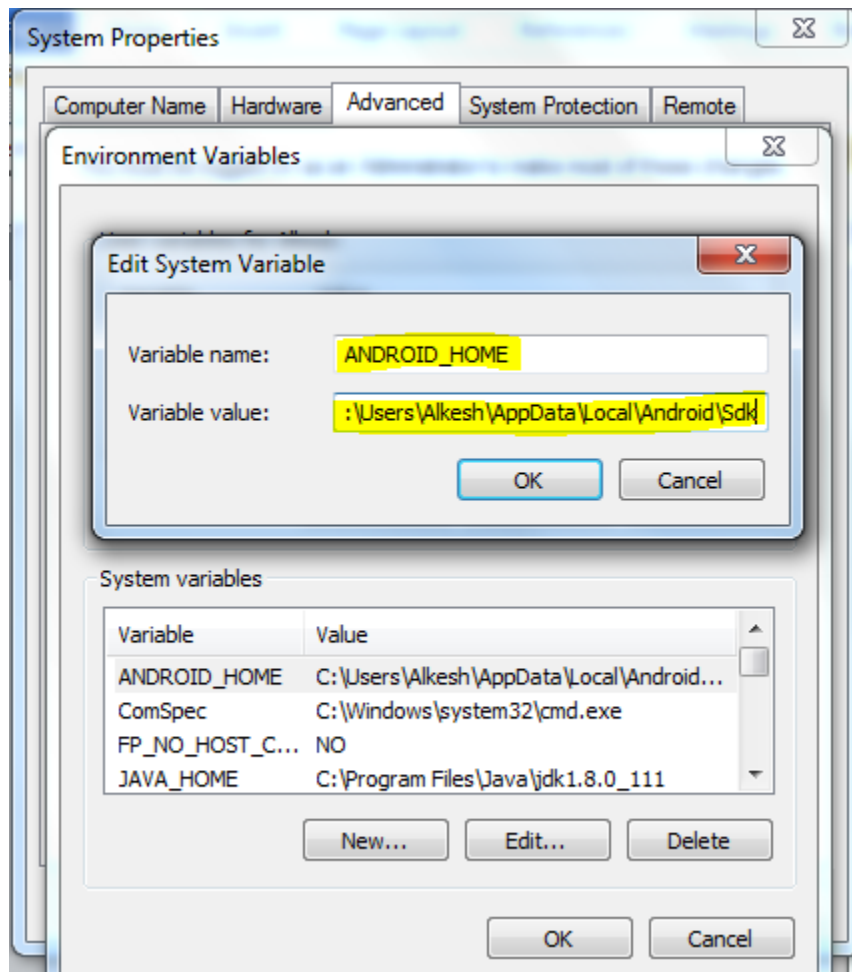 System Properties
Computer Name Hardware Advanced System Protection Remote
Environment Variables
Edit System Variable
Variable name: ANDROID_HOME
Variable value: :\Users\Alkesh\AppData\Local\Android\Sdk
OK Cancel
System variables
Variable Value
ANDROID_HOME C:\Users\Alkesh\AppData\Local\Android...
ComSpec C:\Windows\system32\cmd.exe
FP_NO_HOST_C... NO
JAVA_HOME C:\Program Files\Java\jdk1.8.0_111
New... Edit... Delete
OK Cancel